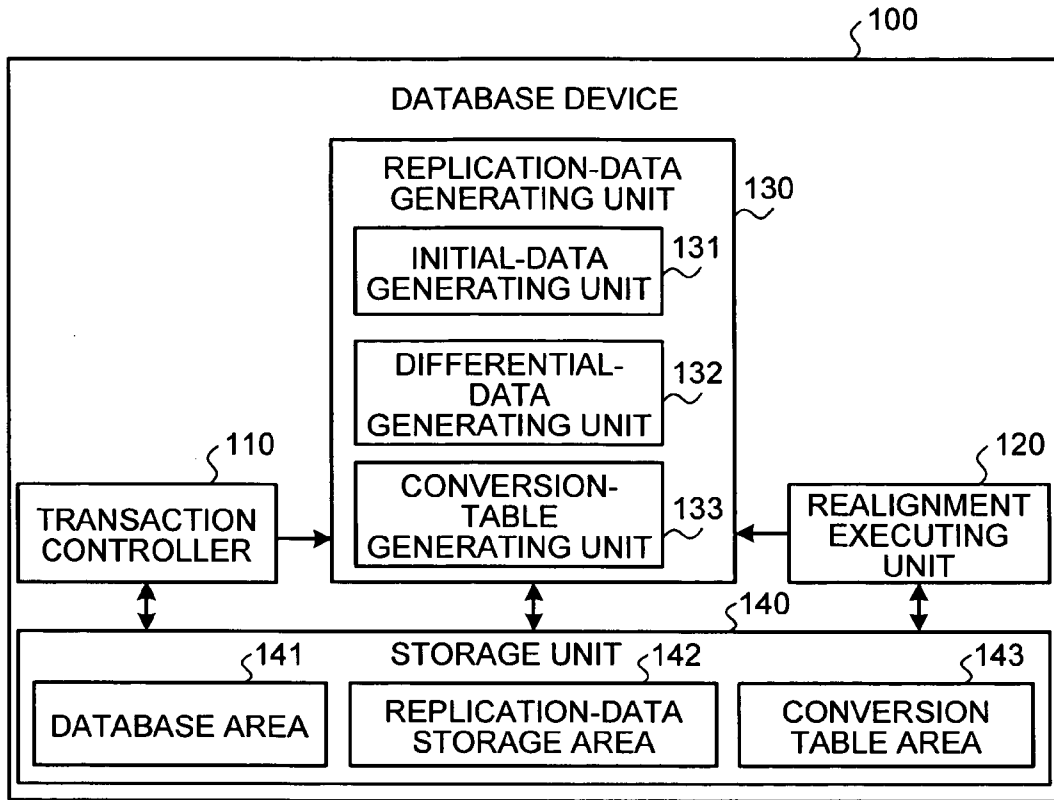 100
DATABASE DEVICE
REPLICATION-DATA
GENERATING UNIT
130
INITIAL-DATA
GENERATING UNIT
131
DIFFERENTIAL-
DATA
GENERATING UNIT
132
CONVERSION-
TABLE
GENERATING UNIT
133
110
TRANSACTION
CONTROLLER
120
REALIGNMENT
EXECUTING
UNIT
140
STORAGE UNIT
141
DATABASE AREA
142
REPLICATION-DATA
STORAGE AREA
143
CONVERSION
TABLE AREA